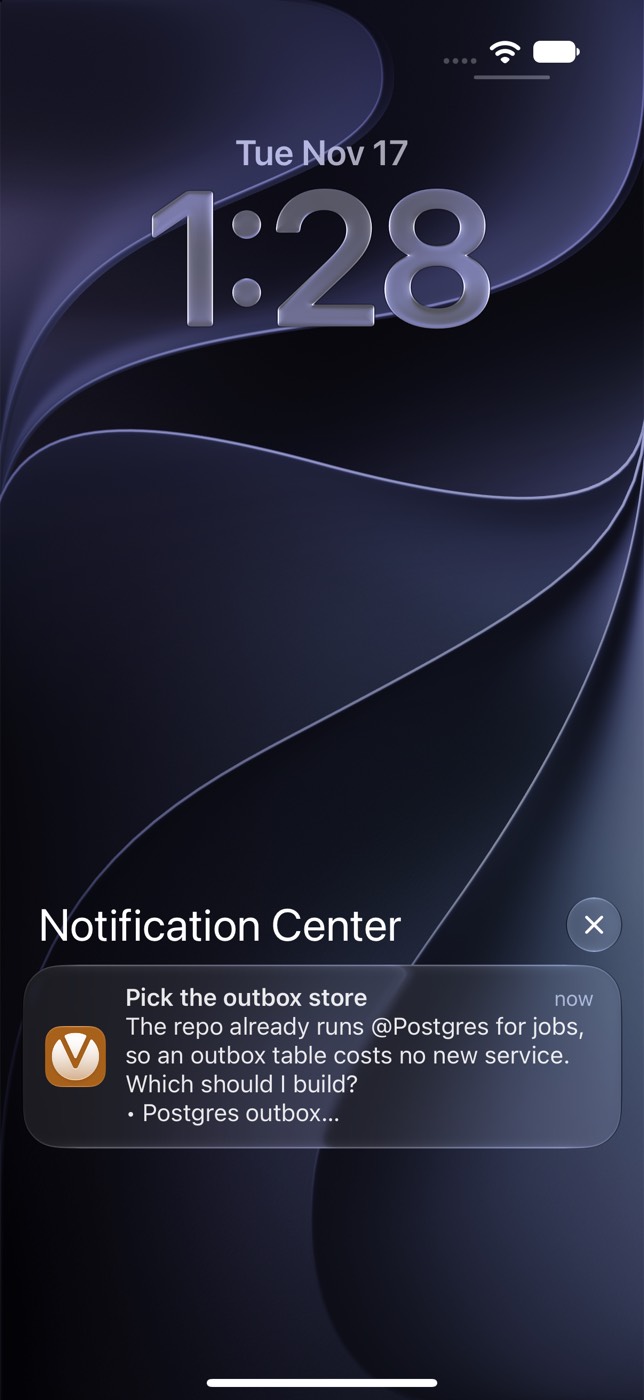 Tue Nov 17
1:28
Notification Center
Pick the outbox store
now
The repo already runs @Postgres for jobs,
so an outbox table costs no new service.
Which should I build?
• Postgres outbox...